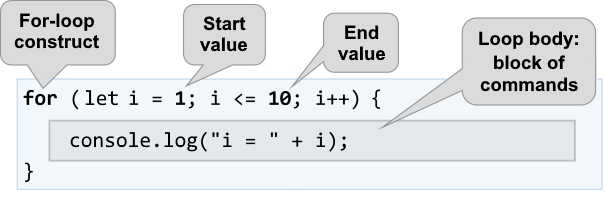 For-loop
construct
Start
value
End
value
Loop body:
block of
commands
for (let i = 1; i <= 10; i++) {
console.log("i = " + i);
}